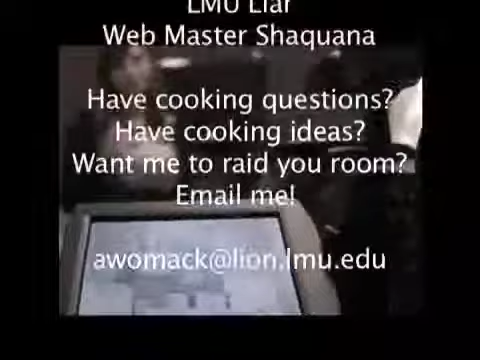 LMU Liar
Web Master Shaquana
Have cooking questions?
Have cooking ideas?
Want me to raid you room?
Email me!
awomack@lion.lmu.edu